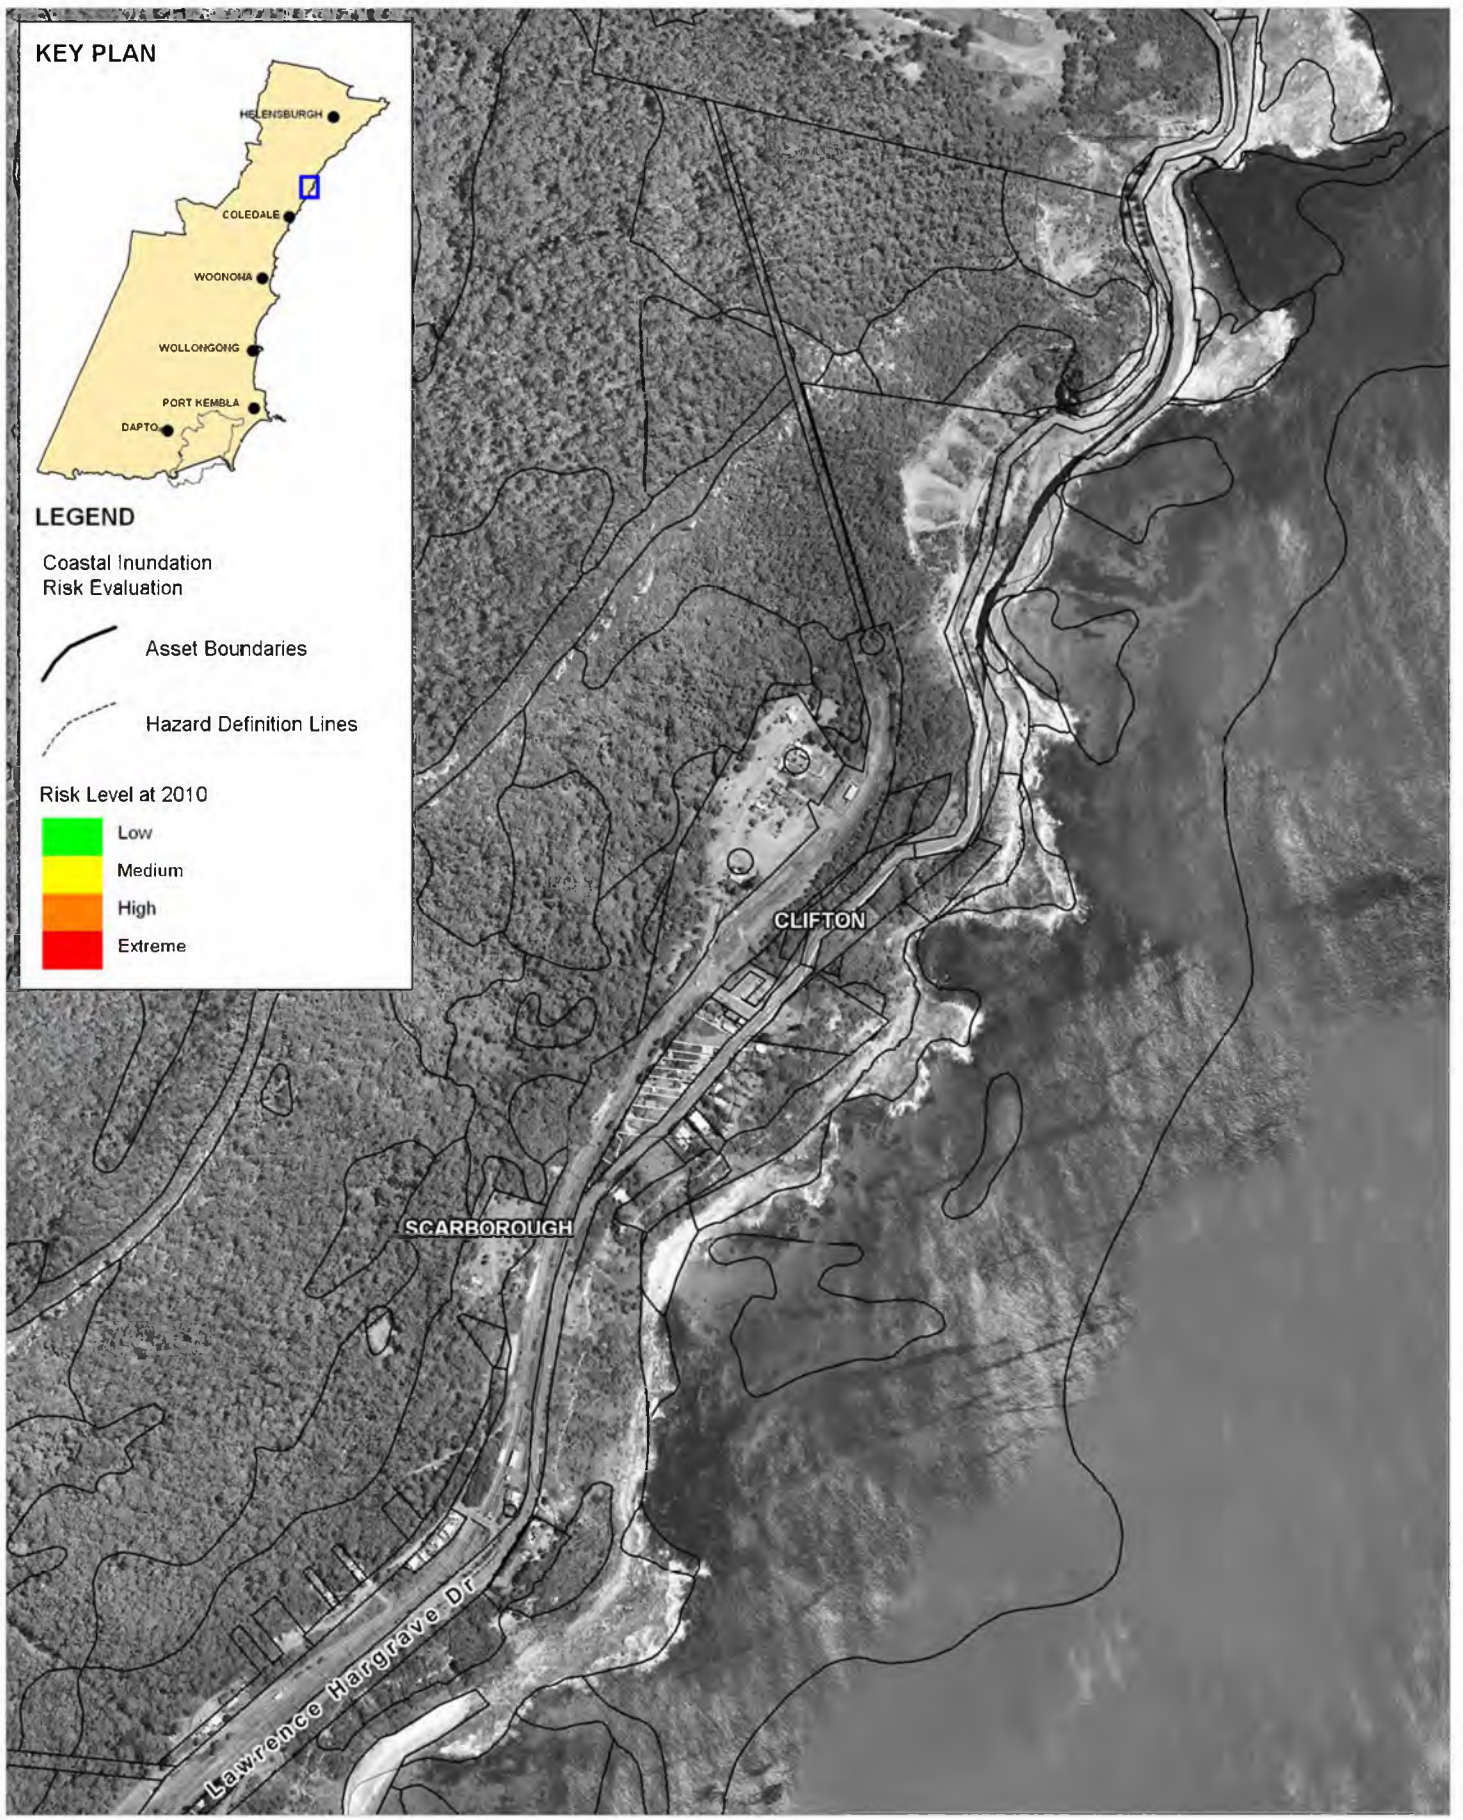 KEY PLAN
HELENSBURGH
COLEDALE
WOONONA
WOLLONGONG
PORT KEMBLA
DAPTO
LEGEND
Coastal Inundation
Risk Evaluation
Asset Boundaries
Hazard Definition Lines
Risk Level at 2010
Low
Medium
High
Extreme
CLIFTON
SCARBOROUGH
Lawrence Hargrave Dr